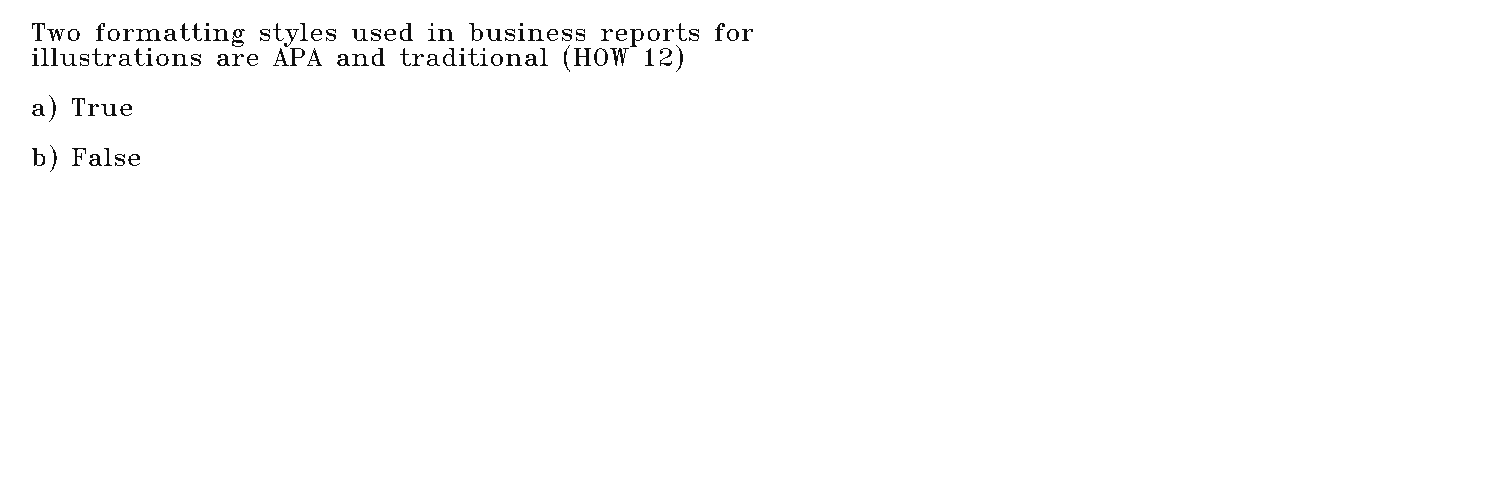 Two formatting styles used in business reports for
illustrations are APA and traditional (HOW 12)
a) True
b) False